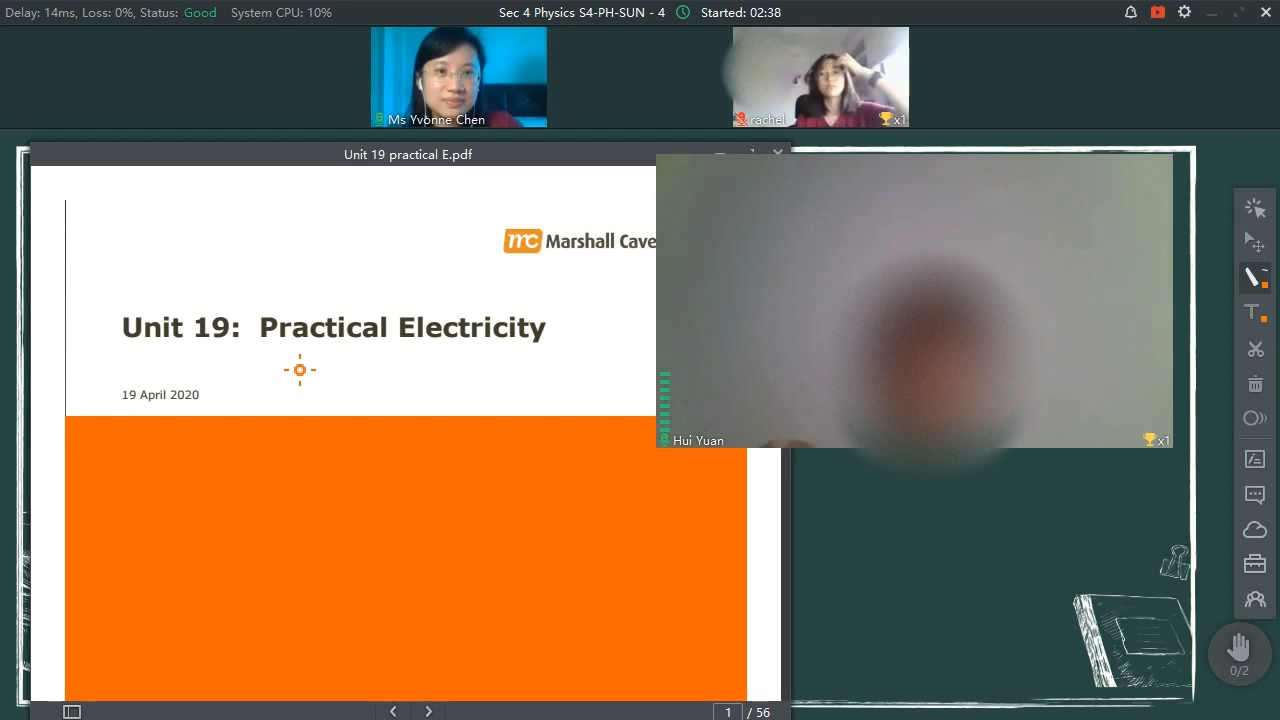 Delay: 14ms, Loss: 0%, Status: Good System CPU: 10%
Sec 4 Physics S4-PH-SUN - 4 Started: 02:38
Ms Yvonne Chen
rachel
x1
Unit 19 practical E.pdf
mc Marshall Cave
Unit 19: Practical Electricity
19 April 2020
Hui Yuan
x1
T
0/2
1 / 56